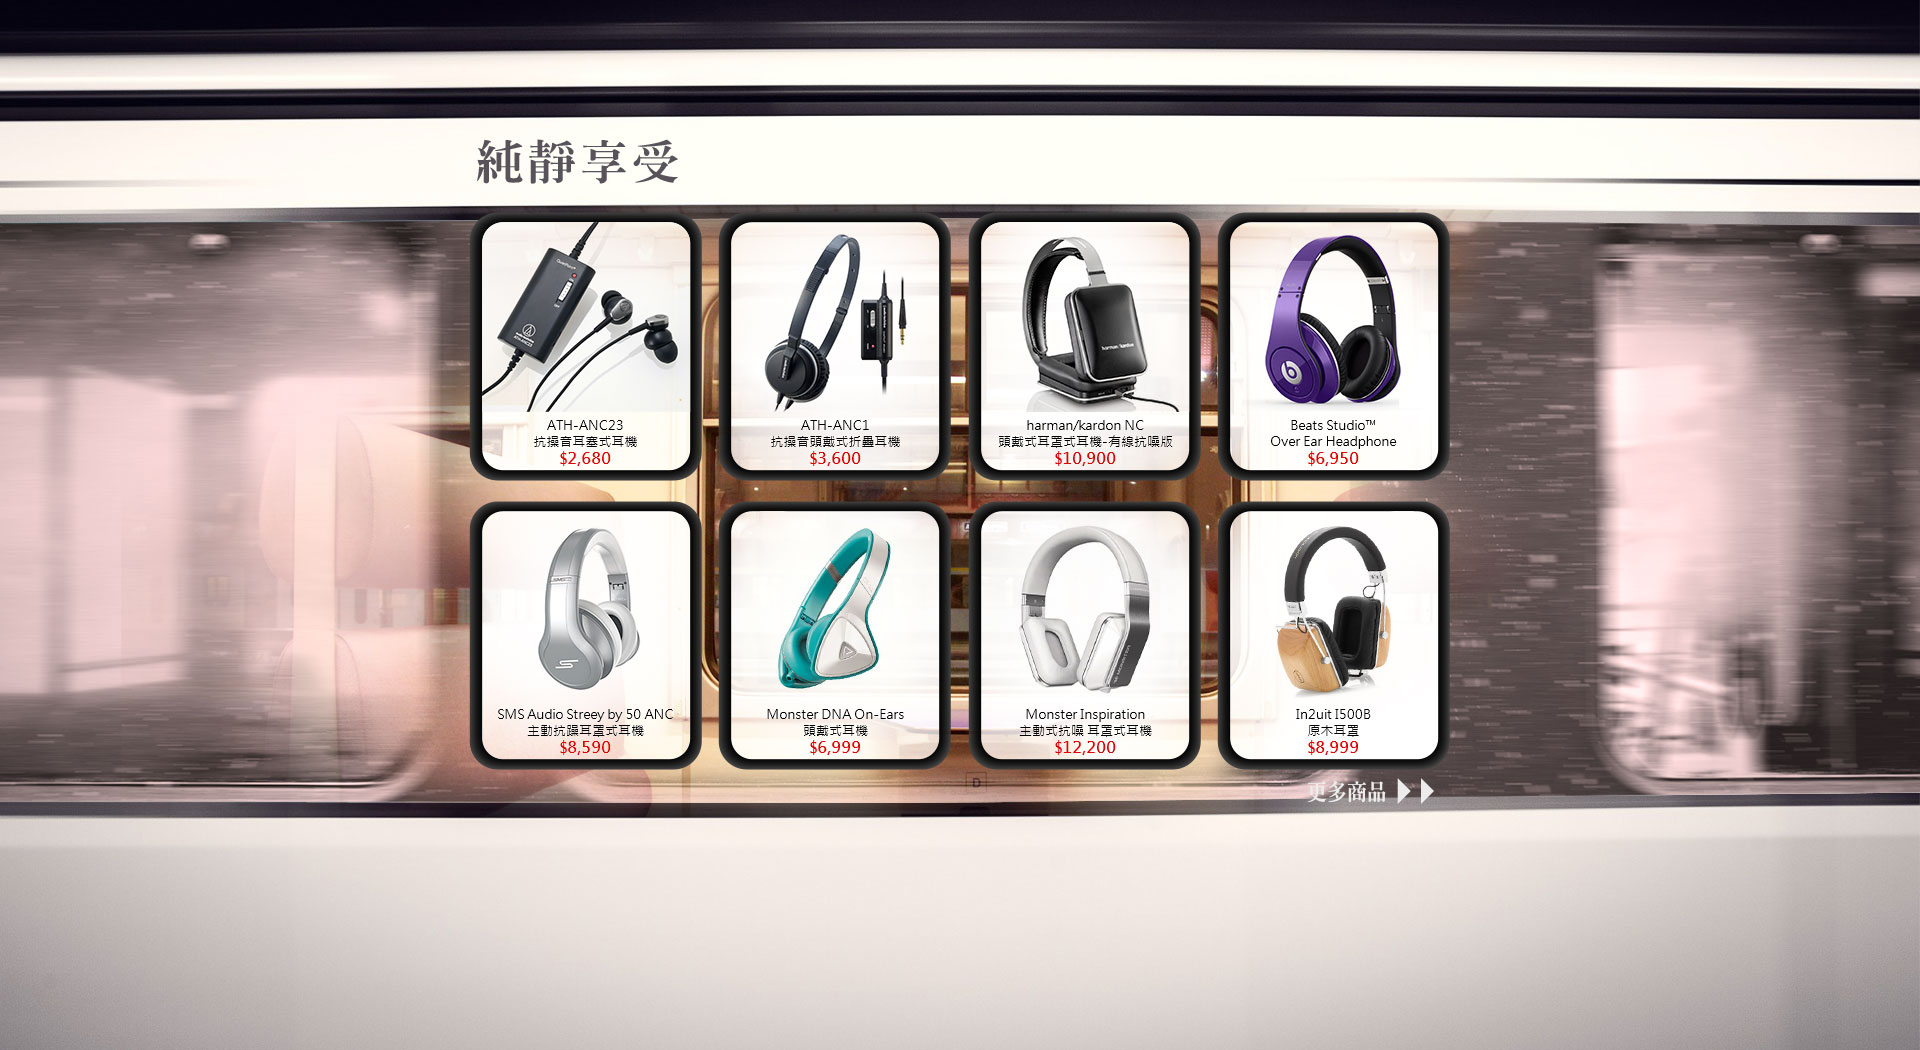 純靜享受
ATH-ANC23
抗操音耳塞式耳機
$2,680
ATH-ANC1
抗操音頭戴式折疊耳機
$3,600
harman/kardon NC
頭戴式耳罩式耳機-有線抗噪版
$10,900
Beats Studio™
Over Ear Headphone
$6,950
SMS Audio Streey by 50 ANC
主動抗躁耳罩式耳機
$8,590
Monster DNA On-Ears
頭戴式耳機
$6,999
Monster Inspiration
主動式抗噪 耳罩式耳機
$12,200
In2uit I500B
原木耳罩
$8,999
更多商品